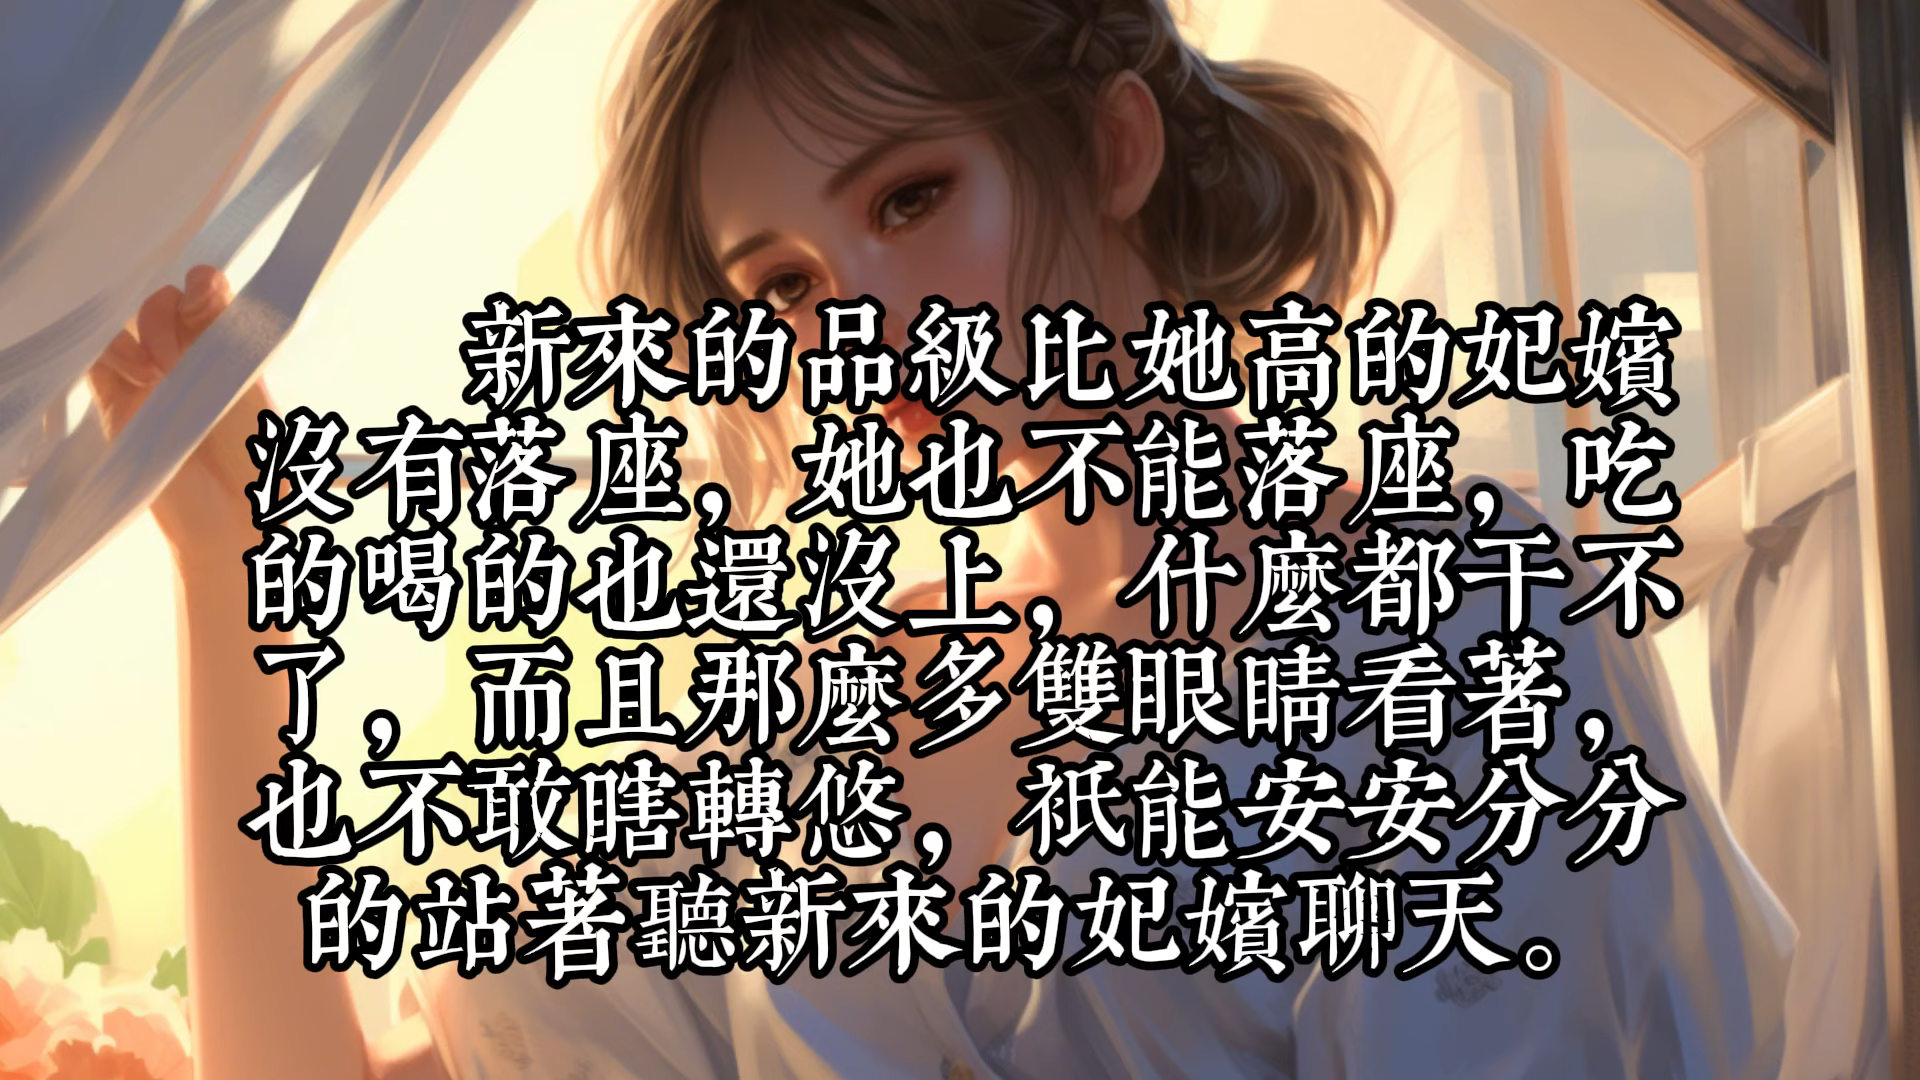 新來的品級比她高的妃嬪
沒有落座，她也不能落座，吃
的喝的也還沒上，什麼都干不
了，而且那麼多雙眼睛看著，
也不敢瞎轉悠，衹能安安分分
的站著聽新來的妃嬪聊天。